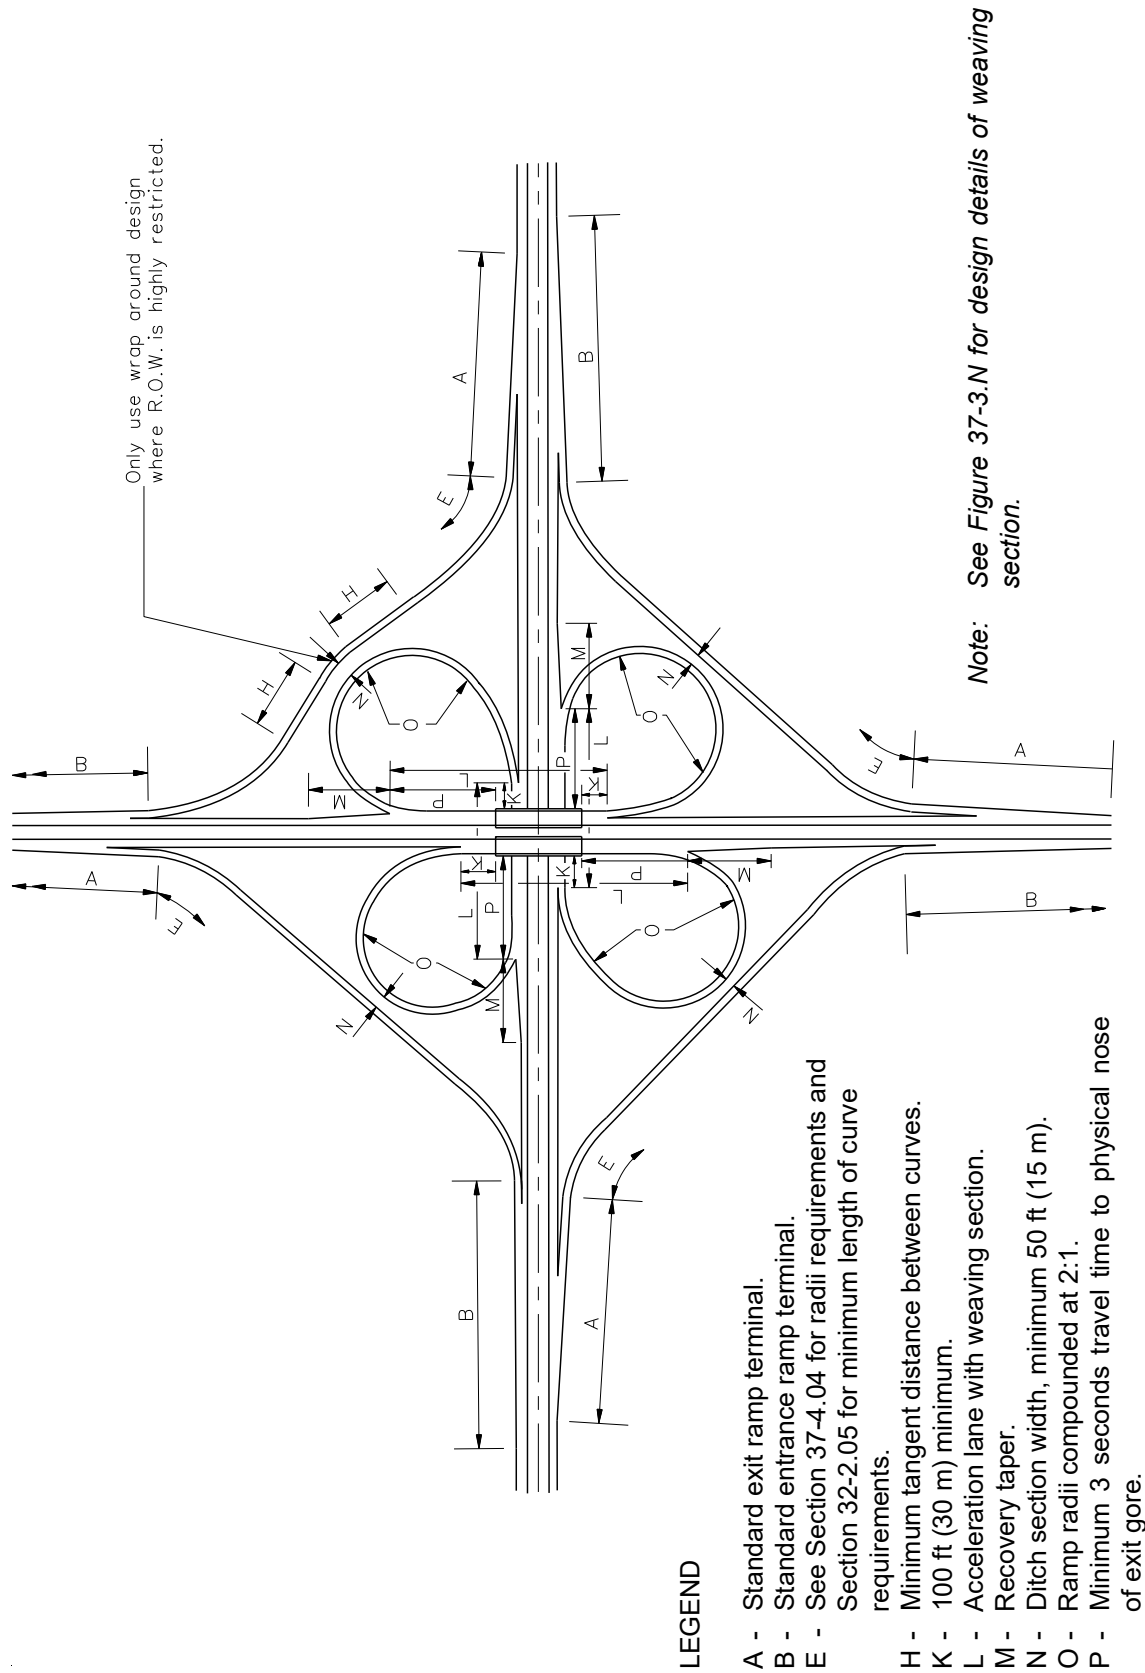 Only use wrap around design
where R.O.W. is highly restricted.
B
A
E
H
H
E
A
B
M
L
P
K
N
O
K
L
P
M
O
N
M
P
L
K
O
N
K
P
L
M
O
N
B
A
E
E
A
B
LEGEND
A - Standard exit ramp terminal.
B - Standard entrance ramp terminal.
E - See Section 37-4.04 for radii requirements and
Section 32-2.05 for minimum length of curve
requirements.
H - Minimum tangent distance between curves.
K - 100 ft (30 m) minimum.
L - Acceleration lane with weaving section.
M - Recovery taper.
N - Ditch section width, minimum 50 ft (15 m).
O - Ramp radii compounded at 2:1.
P - Minimum 3 seconds travel time to physical nose
of exit gore.
Note: See Figure 37-3.N for design details of weaving
section.